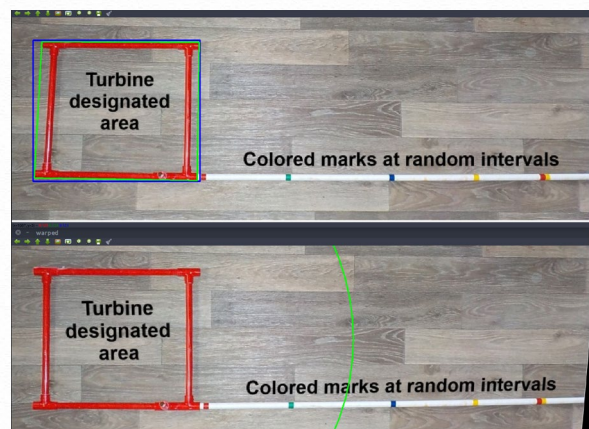 Turbine
designated
area
Colored marks at random intervals
warped
Turbine
designated
area
Colored marks at random intervals